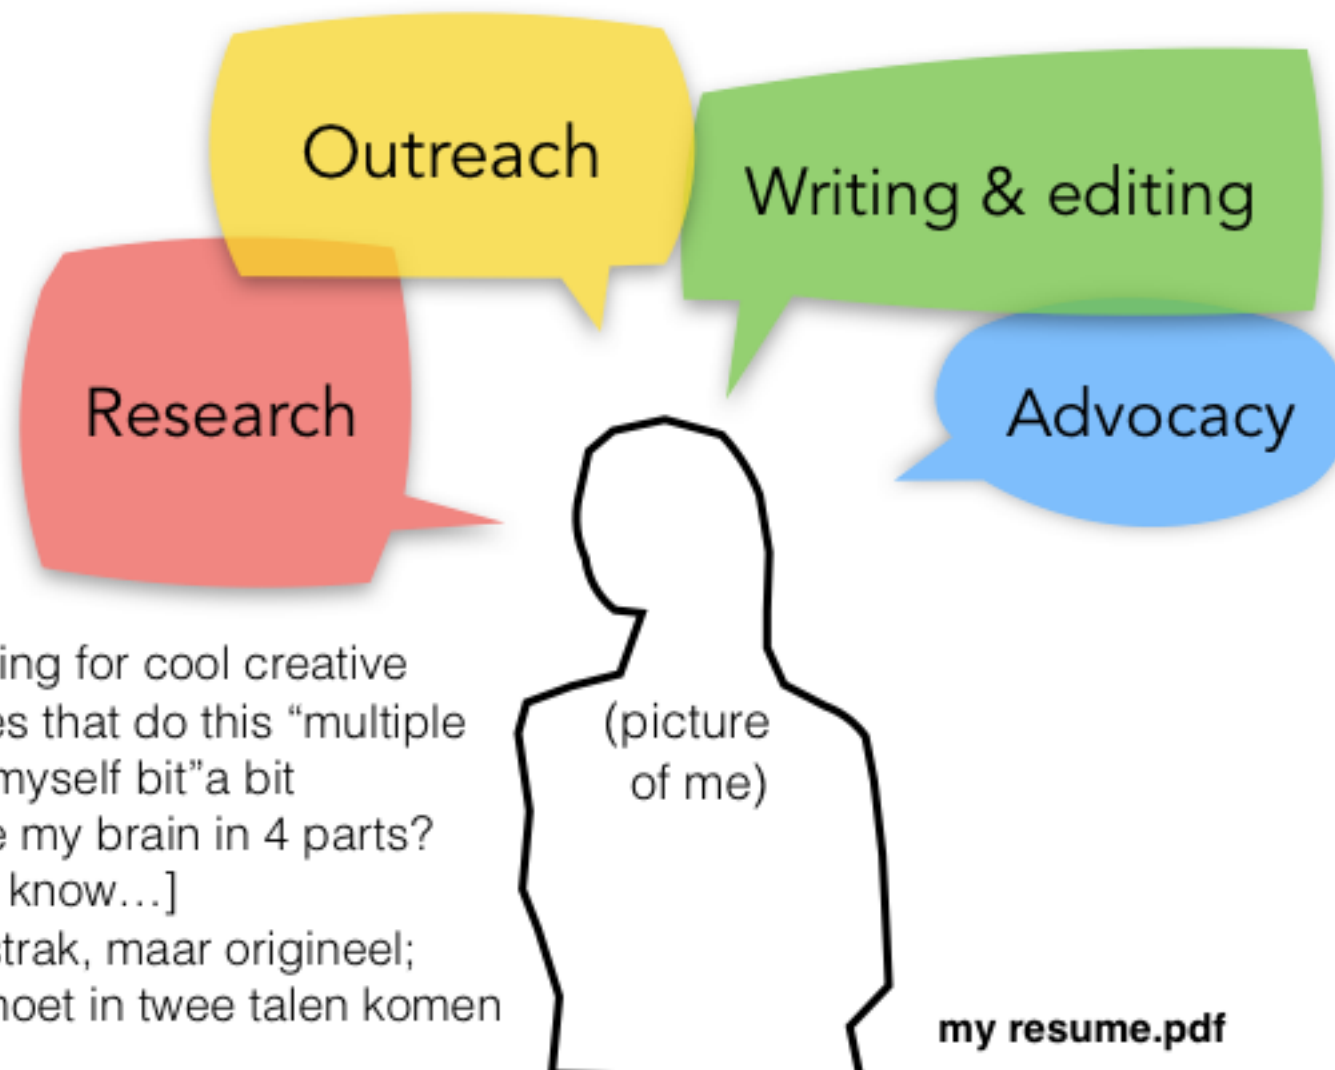 Outreach
Writing & editing
Research
Advocacy
ing for cool creative
es that do this “multiple
myself bit”a bit
e my brain in 4 parts?
know…]
strak, maar origineel;
moet in twee talen komen
(picture
of me)
my resume.pdf